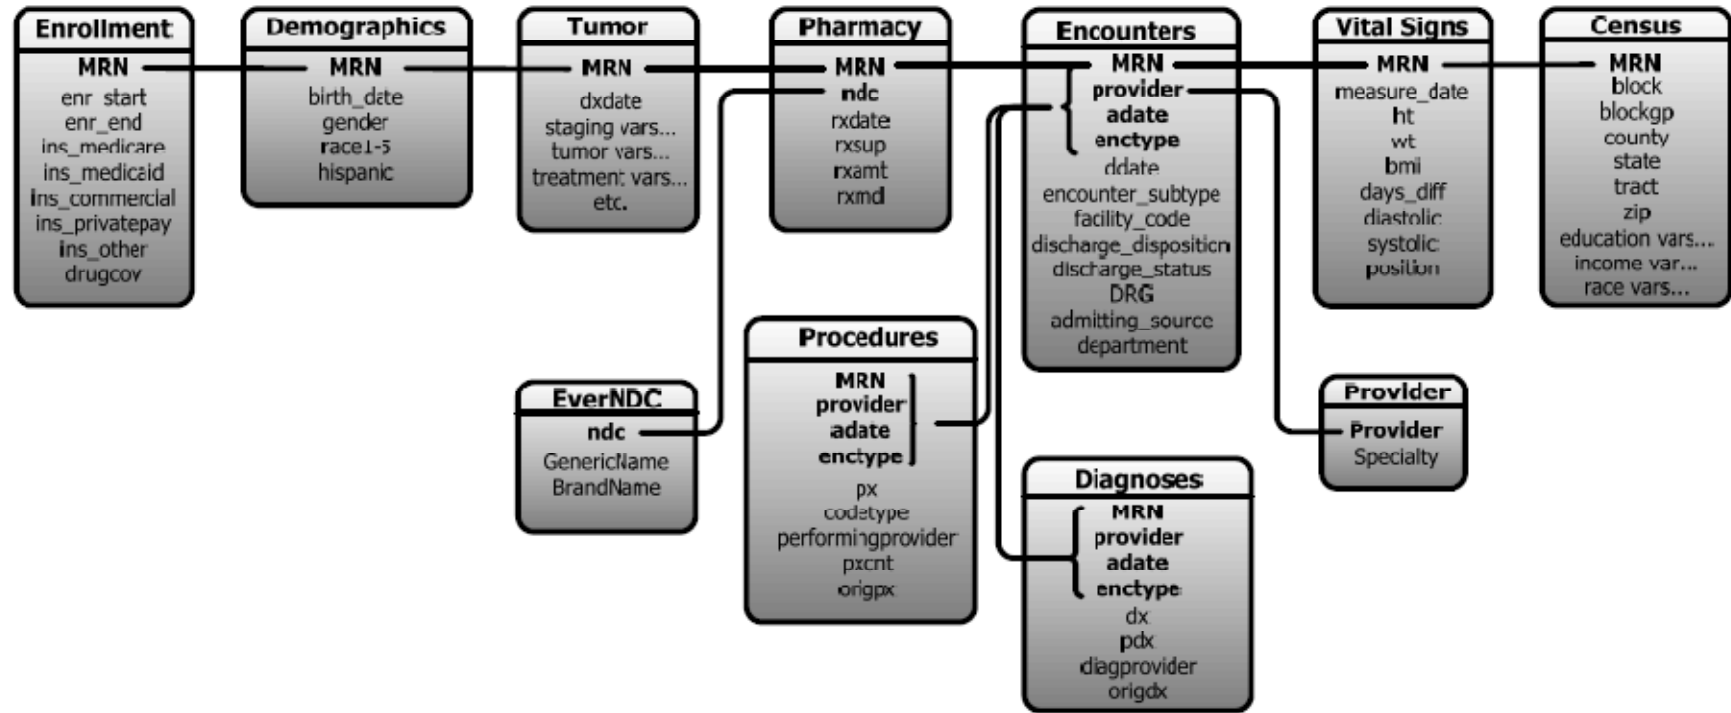 Enrollment
MRN
enr_start
enr_end
ins_medicare
ins_medicaid
ins_commercial
ins_privatepay
ins_other
drugcov
Demographics
MRN
birth_date
gender
race1-5
hispanic
Tumor
MRN
dxdate
staging vars...
tumor vars...
treatment vars...
etc.
Pharmacy
MRN
ndc
rxdate
rxsup
rxamt
rxmd
Encounters
MRN
provider
adate
enctype
ddate
encounter_subtype
facility_code
discharge_disposition
discharge_status
DRG
admitting_source
department
Vital Signs
MRN
measure_date
ht
wt
bmi
days_diff
diastolic
systolic
position
Census
MRN
block
blockgp
county
state
tract
zip
education vars...
income var...
race vars...
EverNDC
ndc
GenericName
BrandName
Procedures
MRN
provider
adate
enctype
px
codetype
performingprovider
pxcnt
origpx
Diagnoses
MRN
provider
adate
enctype
dx
pdx
diagprovider
origdx
Provider
Provider
Specialty